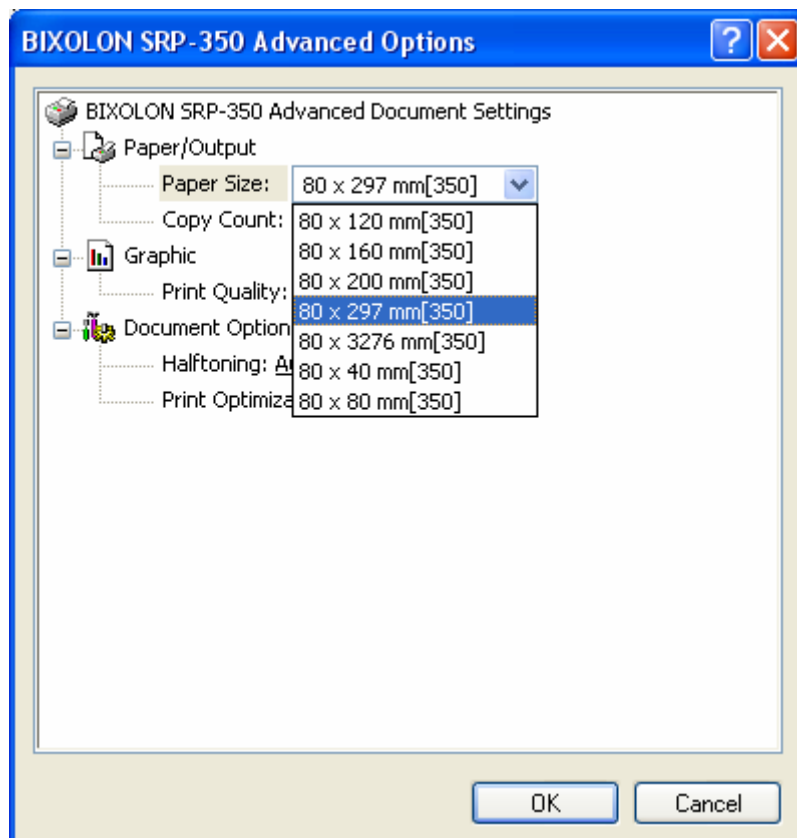 BIXOLON SRP-350 Advanced Options
BIXOLON SRP-350 Advanced Document Settings
Paper/Output
Paper Size: 80 x 297 mm[350]
Copy Count:
80 x 120 mm[350]
80 x 160 mm[350]
80 x 200 mm[350]
80 x 297 mm[350]
80 x 3276 mm[350]
80 x 40 mm[350]
80 x 80 mm[350]
Graphic
Print Quality:
Document Option
Halftoning:
Print Optimiza
OK
Cancel